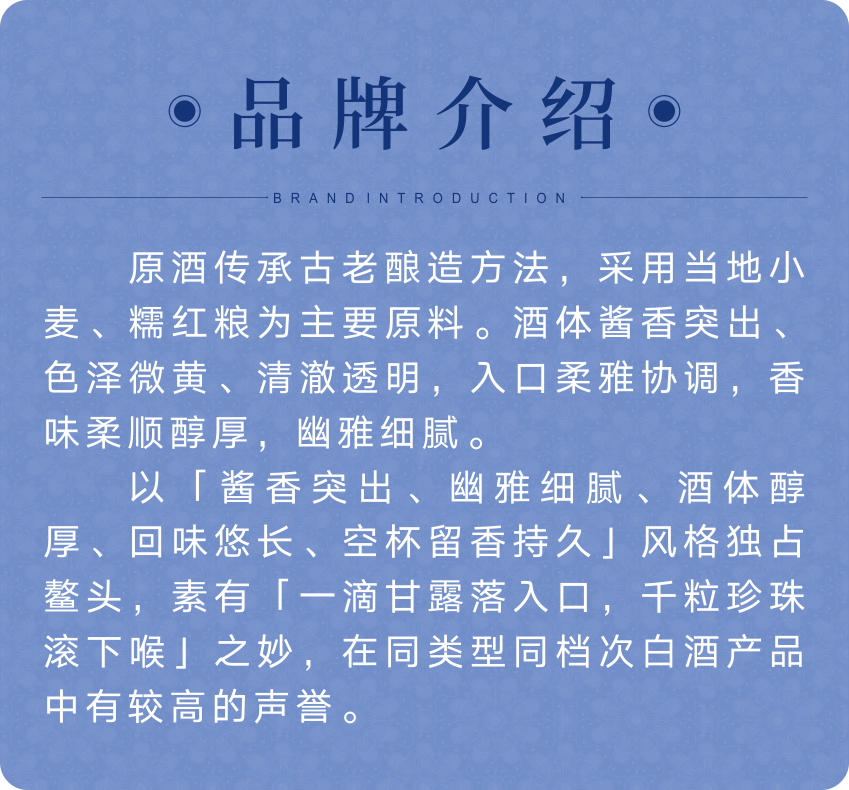 品牌介绍
BRAND INTRODUCTION
原酒传承古老酿造方法，采用当地小
麦、糯红粮为主要原料。酒体酱香突出、
色泽微黄、清澈透明，入口柔雅协调，香
味柔顺醇厚，幽雅细腻。
以「酱香突出、幽雅细腻、酒体醇
厚、回味悠长、空杯留香持久」风格独占
鳌头，素有「一滴甘露落入口，千粒珍珠
滚下喉」之妙，在同类型同档次白酒产品
中有较高的声誉。